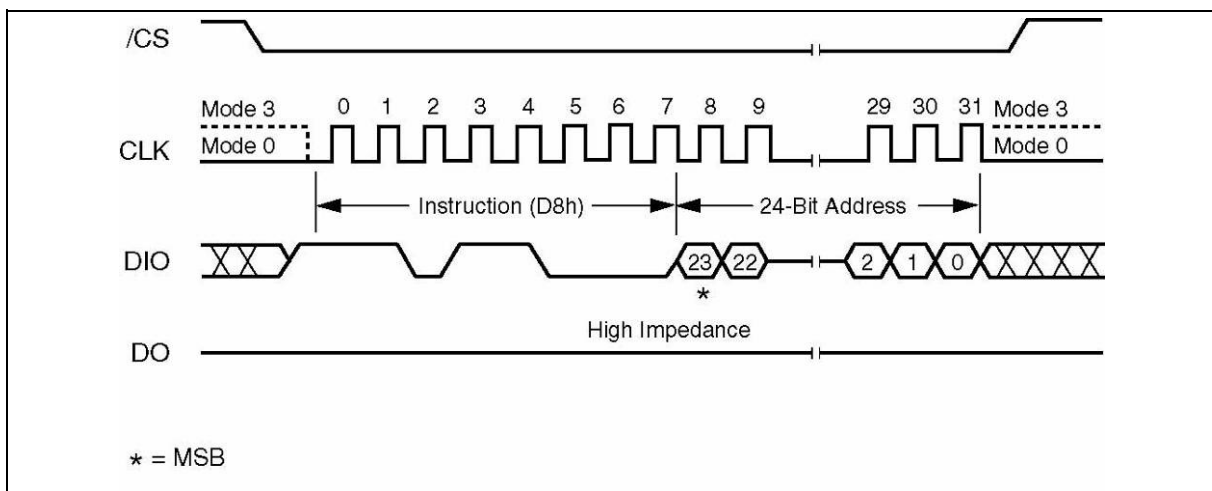 /CS
Mode 3 0 1 2 3 4 5 6 7 8 9 29 30 31 Mode 3
CLK Mode 0 Mode 0
Instruction (D8h) 24-Bit Address
DIO 23 22 2 1 0
*
High Impedance
DO
* = MSB